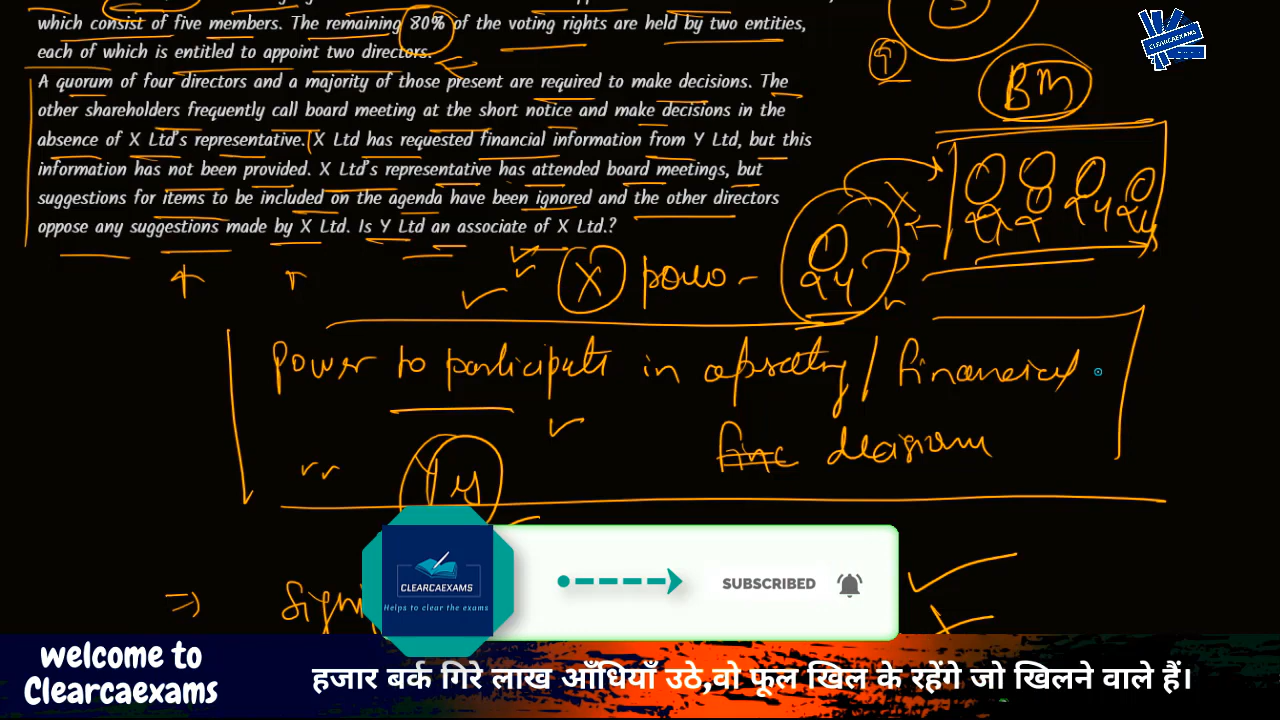 which consist of five members. The remaining 80% of the voting rights are held by two entities,
each of which is entitled to appoint two directors.
A quorum of four directors and a majority of those present are required to make decisions. The
other shareholders frequently call board meeting at the short notice and make decisions in the
absence of X Ltd's representative. X Ltd has requested financial information from Y Ltd, but this
information has not been provided. X Ltd's representative has attended board meetings, but
suggestions for items to be included on the agenda have been ignored and the other directors
oppose any suggestions made by X Ltd. Is Y Ltd an associate of X Ltd.?
CLEARCAEXAMS
BM
X
power to participate in operating / financial
decision
CLEARCAEXAMS
Helps to clear the exams
SUBSCRIBED
welcome to
Clearcaexams
हजार बर्क गिरे लाख आँधियाँ उठे,वो फूल खिल के रहेंगे जो खिलने वाले हैं।